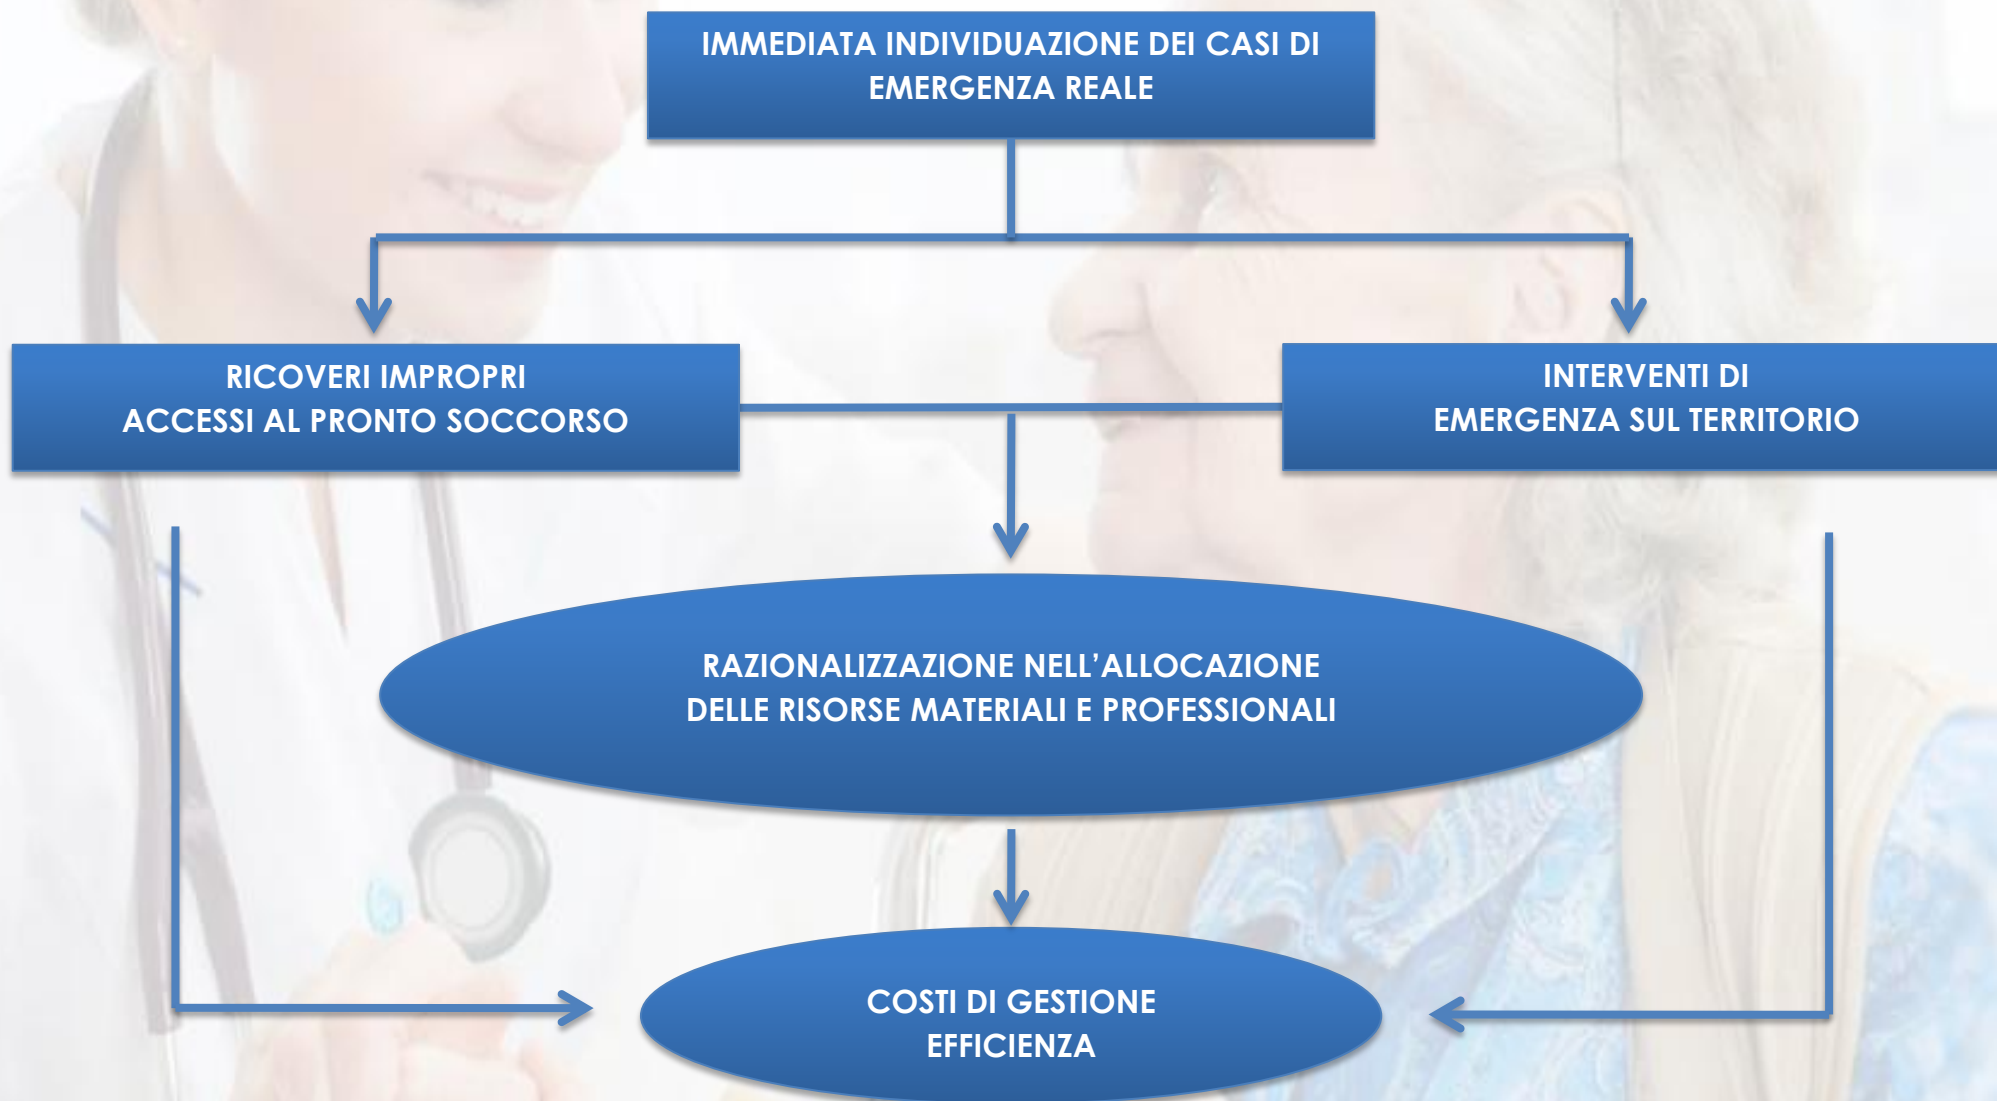 IMMEDIATA INDIVIDUAZIONE DEI CASI DI
EMERGENZA REALE
RICOVERI IMPROPRI
ACCESSI AL PRONTO SOCCORSO
INTERVENTI DI
EMERGENZA SUL TERRITORIO
RAZIONALIZZAZIONE NELL’ALLOCAZIONE
DELLE RISORSE MATERIALI E PROFESSIONALI
COSTI DI GESTIONE
EFFICIENZA